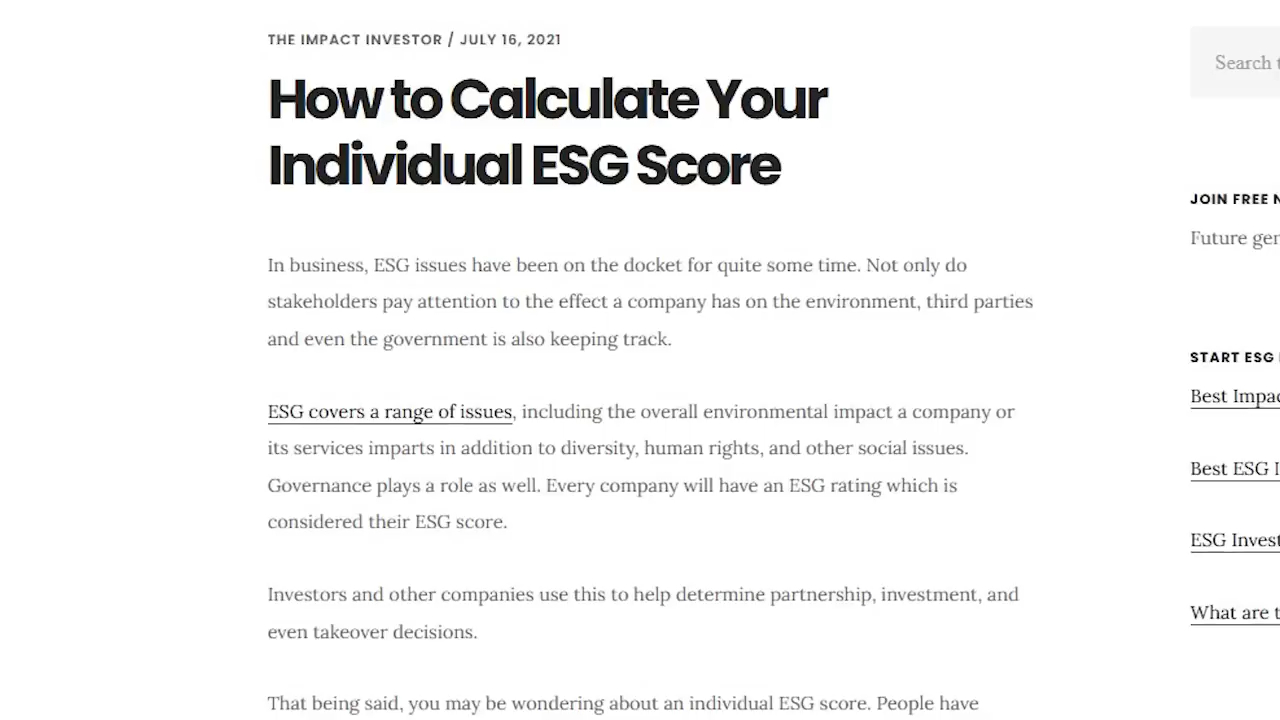 THE IMPACT INVESTOR / JULY 16, 2021
How to Calculate Your
Individual ESG Score
In business, ESG issues have been on the docket for quite some time. Not only do
stakeholders pay attention to the effect a company has on the environment, third parties
and even the government is also keeping track.
ESG covers a range of issues, including the overall environmental impact a company or
its services imparts in addition to diversity, human rights, and other social issues.
Governance plays a role as well. Every company will have an ESG rating which is
considered their ESG score.
Investors and other companies use this to help determine partnership, investment, and
even takeover decisions.
That being said, you may be wondering about an individual ESG score. People have
Search
JOIN FREE
Future
START ESG
Best
Best ESG
ESG
What are